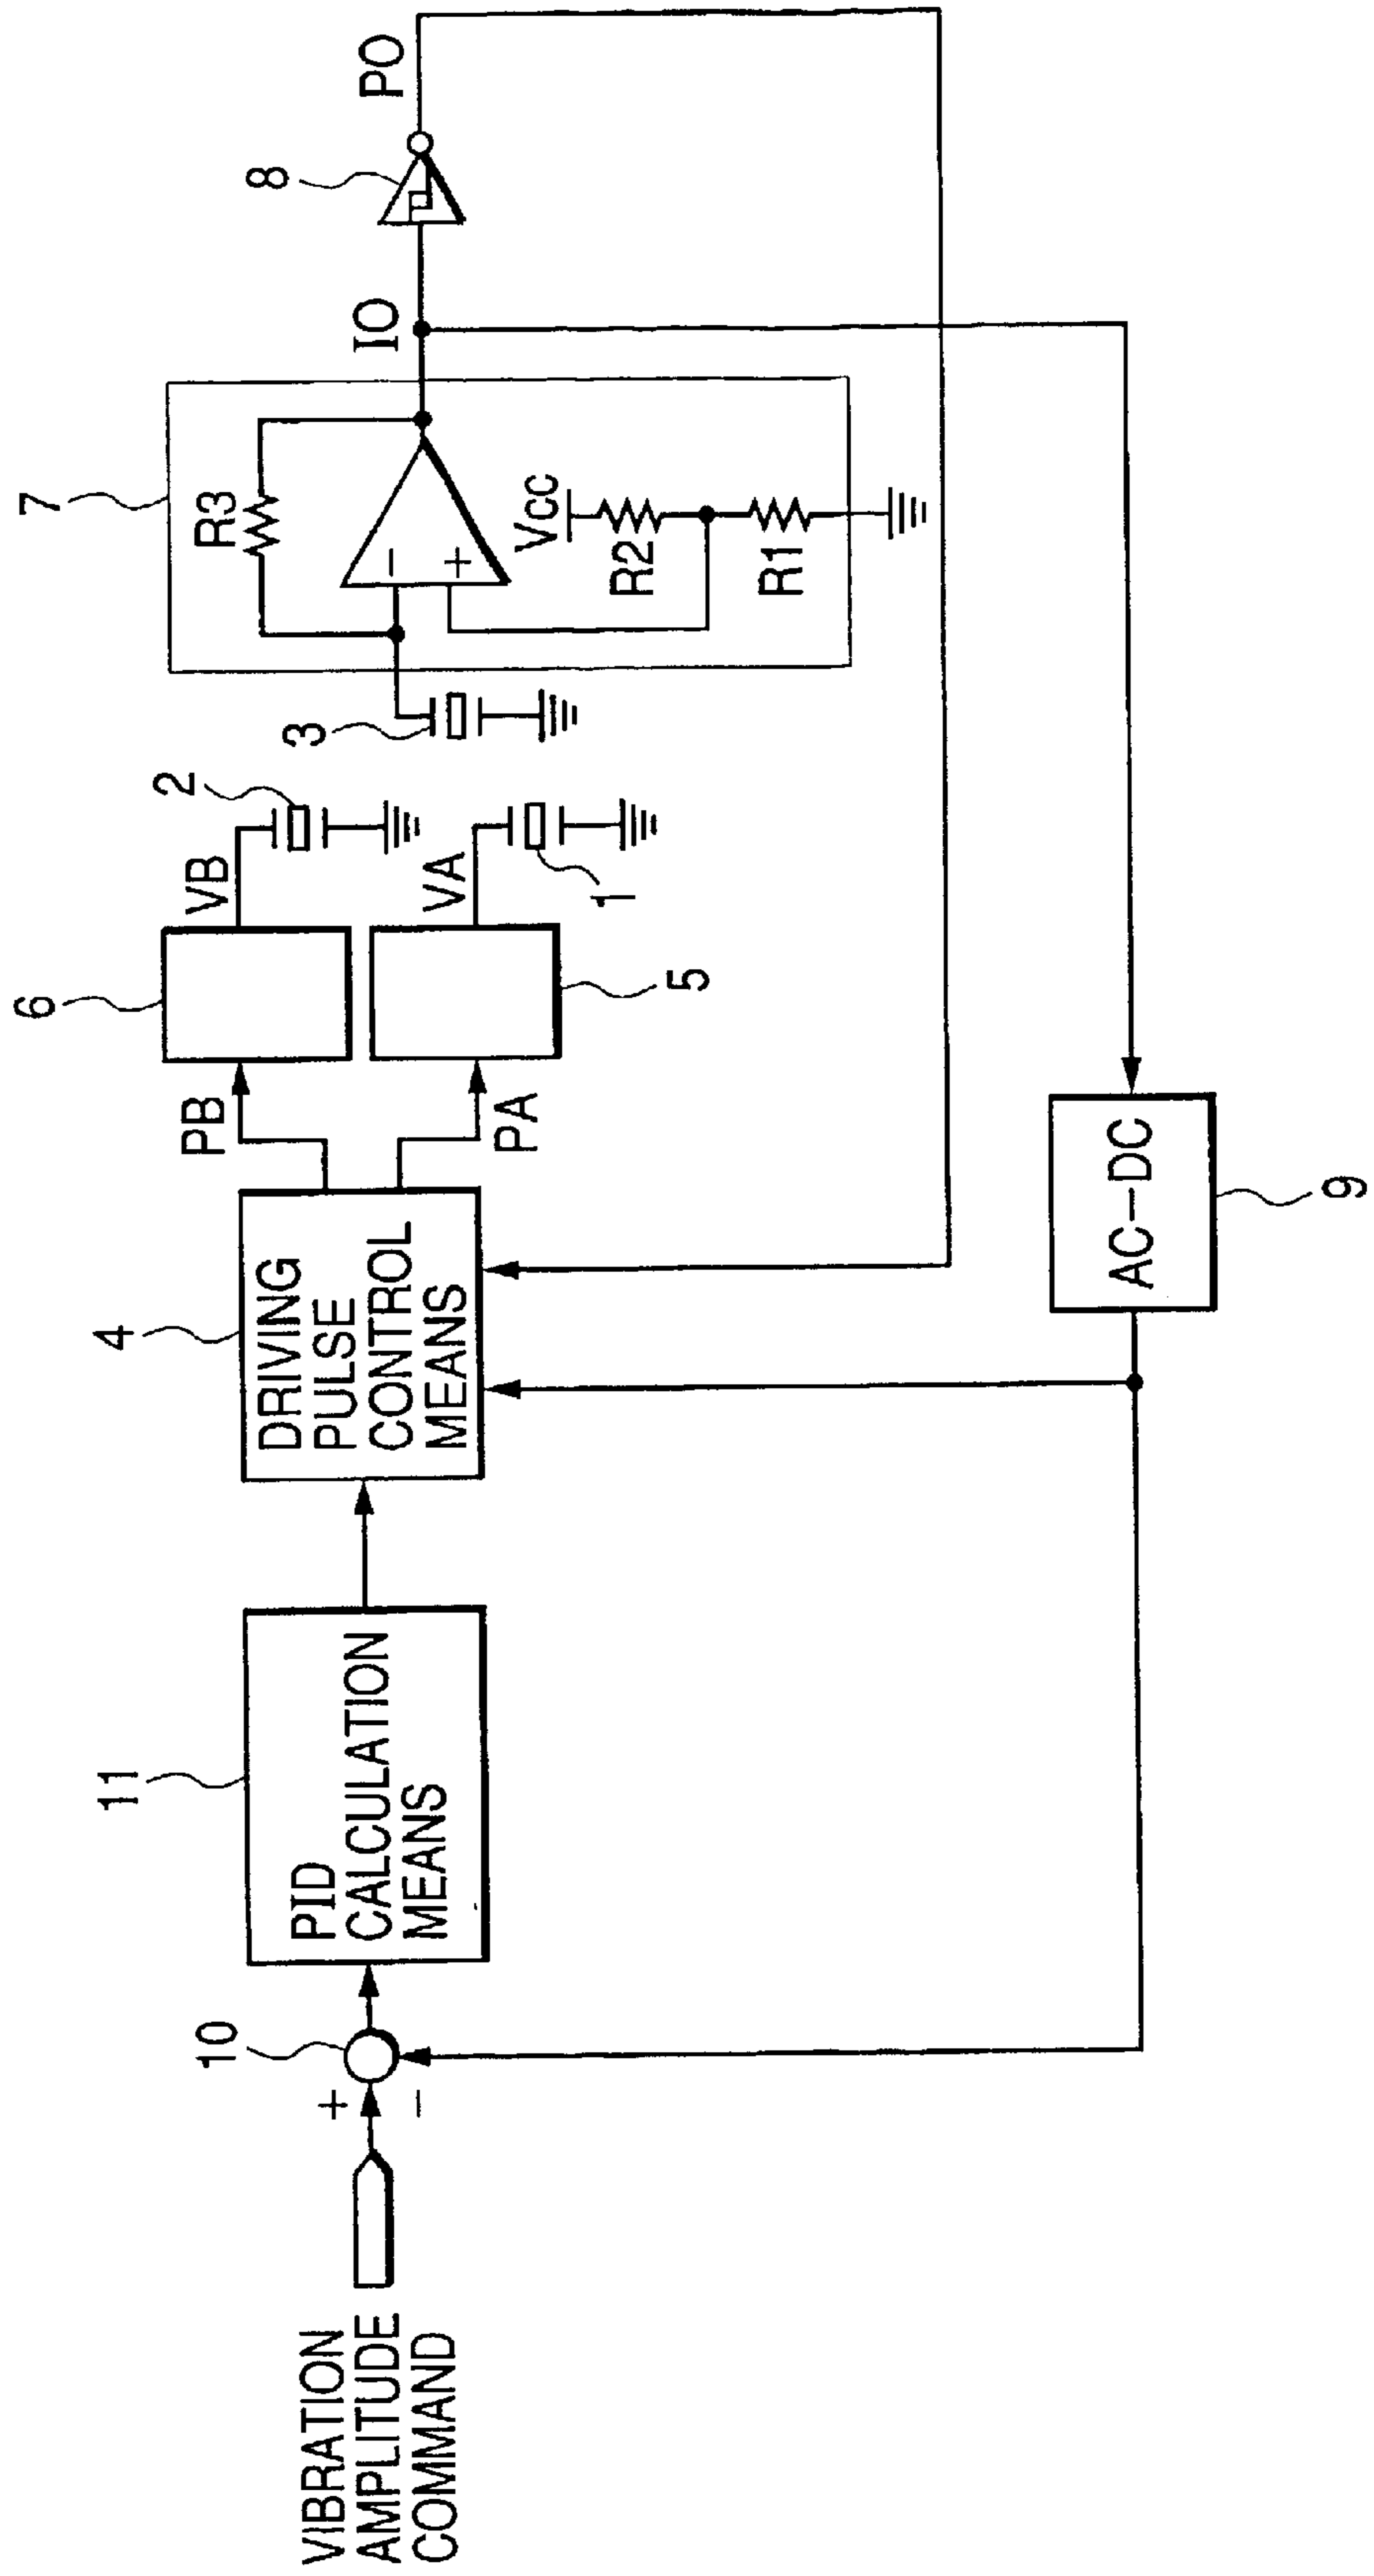 VIBRATION
AMPLITUDE
COMMAND
+
−
10
PID
CALCULATION
MEANS
11
DRIVING
PULSE
CONTROL
MEANS
4
PB
PA
6
5
VB
VA
2
1
3
7
R3
−
+
Vcc
R2
R1
IO
8
PO
AC−DC
9